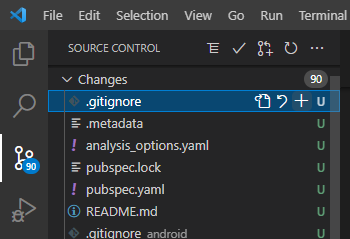 File Edit Selection View Go Run Terminal
SOURCE CONTROL
Changes 90
.gitignore U
.metadata U
! analysis_options.yaml U
pubspec.lock U
! pubspec.yaml U
README.md U
.gitignore android U
90